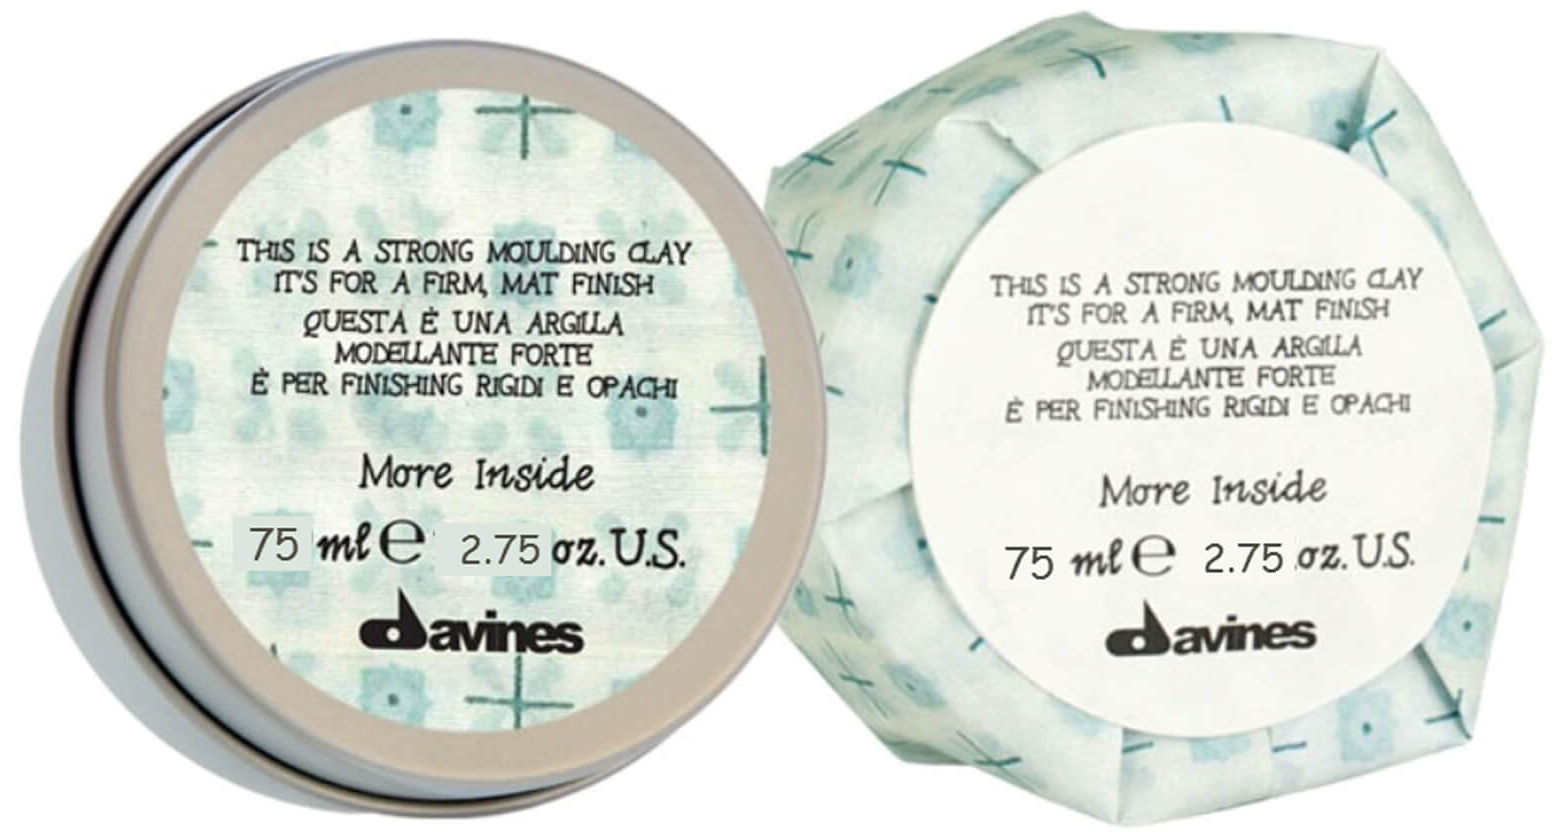 THIS IS A STRONG MOULDING CLAY
IT'S FOR A FIRM, MAT FINISH
QUESTA È UNA ARGILLA
MODELLANTE FORTE
È PER FINISHING RIGIDI E OPACHI
More Inside
75 ml e 2.75 oz. U.S.
davines
THIS IS A STRONG MOULDING CLAY
IT'S FOR A FIRM, MAT FINISH
QUESTA È UNA ARGILLA
MODELLANTE FORTE
È PER FINISHING RIGIDI E OPACHI
More Inside
75 ml e 2.75 oz. U.S.
davines